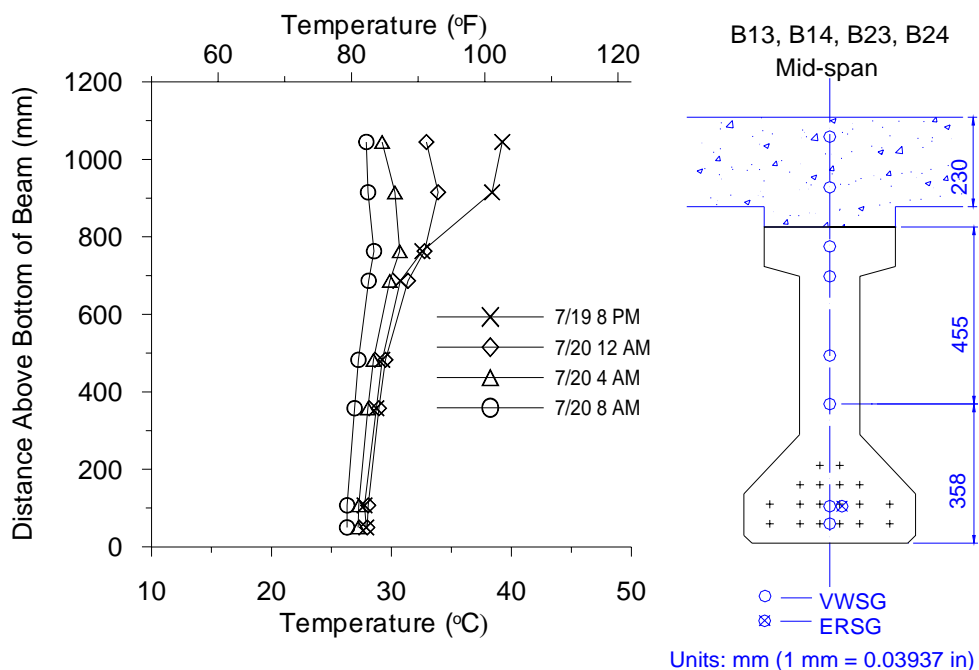 Temperature (°F)
60 80 100 120
B13, B14, B23, B24
Mid-span
Distance Above Bottom of Beam (mm)
1200
1000
800
600
400
200
0
7/19 8 PM
7/20 12 AM
7/20 4 AM
7/20 8 AM
10 20 30 40 50
Temperature (°C)
230
455
358
VWSG
ERSG
Units: mm (1 mm = 0.03937 in)